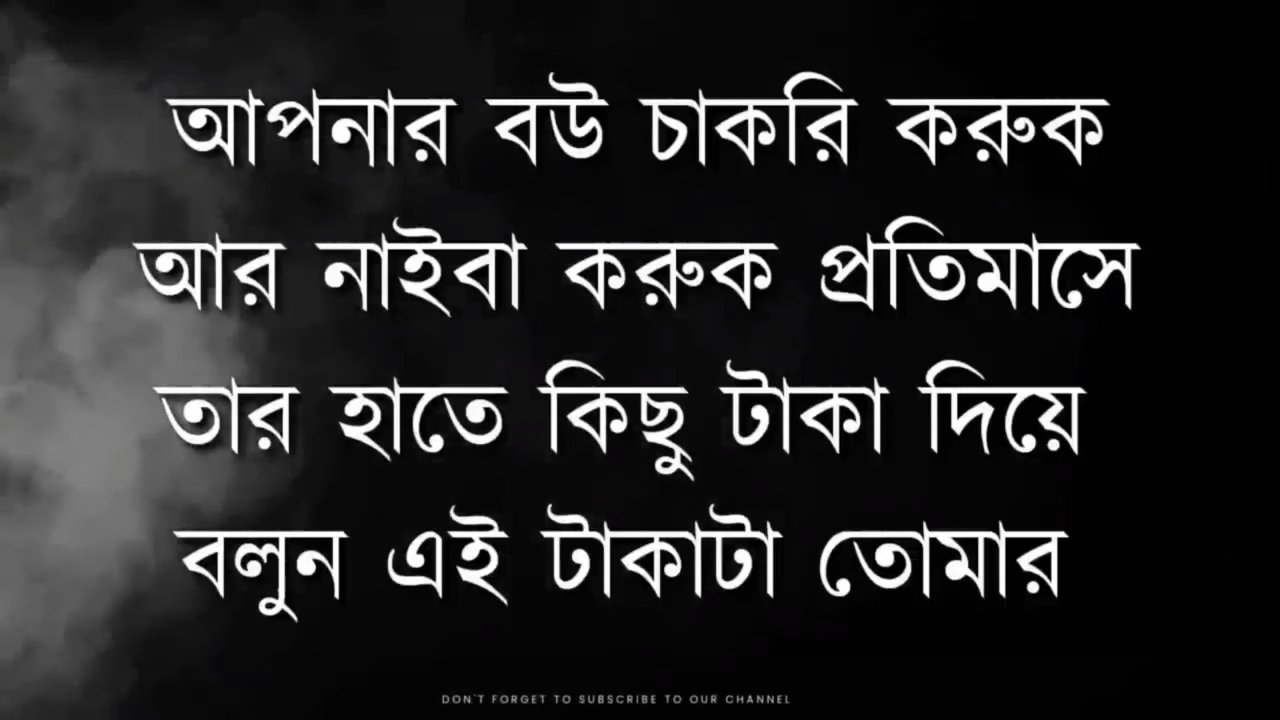 আপনার বউ চাকরি করুক
আর নাইবা করুক প্রতিমাসে
তার হাতে কিছু টাকা দিয়ে
বলুন এই টাকাটা তোমার
DON'T FORGET TO SUBSCRIBE TO OUR CHANNEL